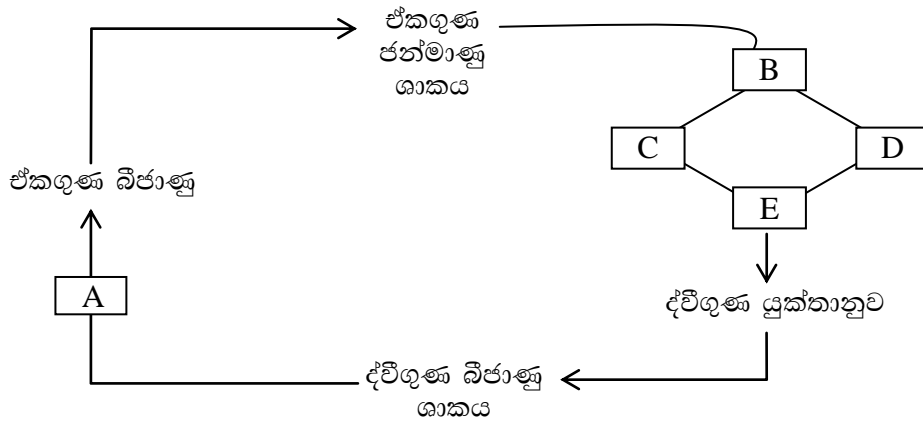 ඒකගුණ
ජන්මාණු
ශාකය
B
C
D
ඒකගුණ බීජාණු
E
A
ද්වීගුණ යුක්තානුව
ද්වීගුණ බීජාණු
ශාකය